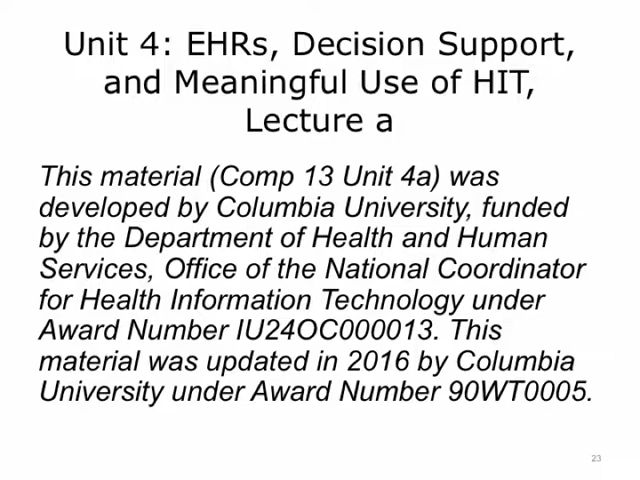 Unit 4: EHRs, Decision Support,
and Meaningful Use of HIT,
Lecture a
This material (Comp 13 Unit 4a) was
developed by Columbia University, funded
by the Department of Health and Human
Services, Office of the National Coordinator
for Health Information Technology under
Award Number IU24OC000013. This
material was updated in 2016 by Columbia
University under Award Number 90WT0005.
23